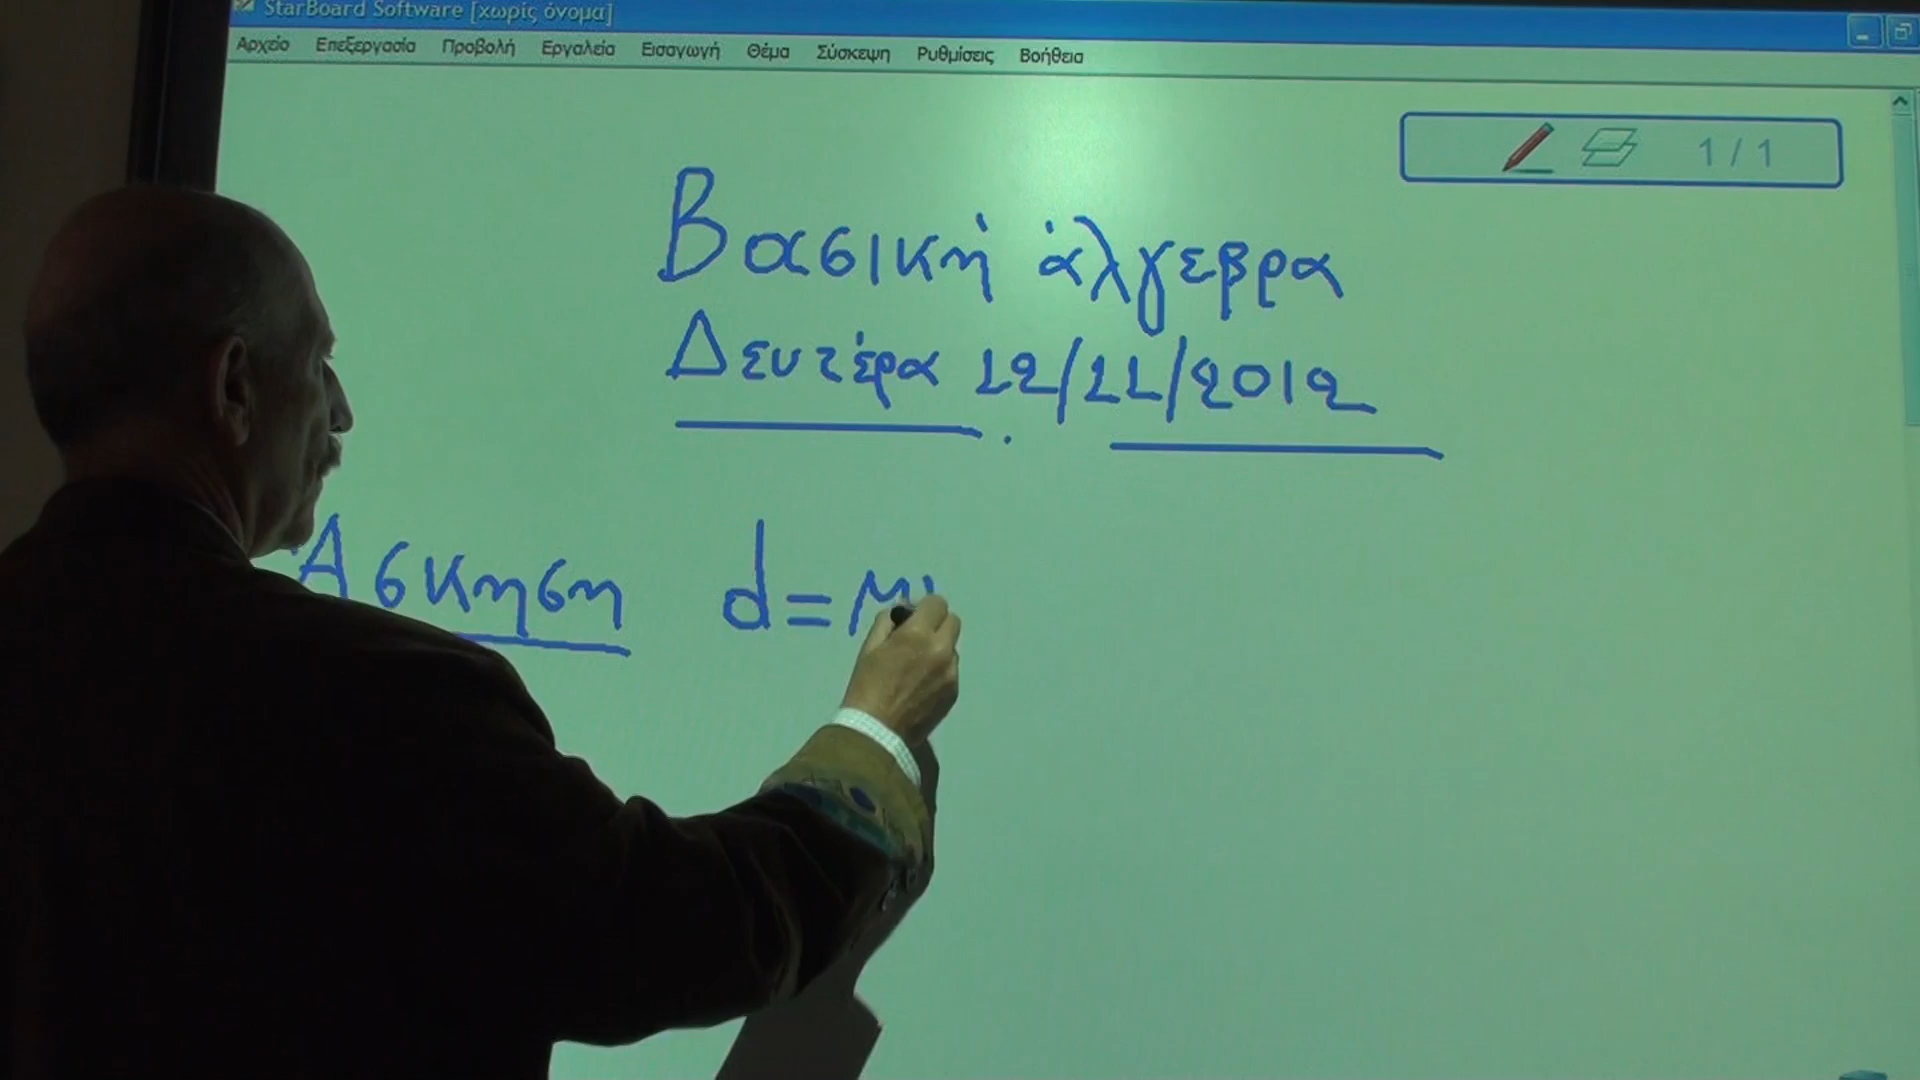 StarBoard Software [χωρίς όνομα]
Αρχείο Επεξεργασία Προβολή Εργαλεία Εισαγωγή Θέμα Σύσκεψη Ρυθμίσεις Βοήθεια
1 / 1
Βασική άλγεβρα
Δευτέρα 12/11/2012
Άσκηση d=